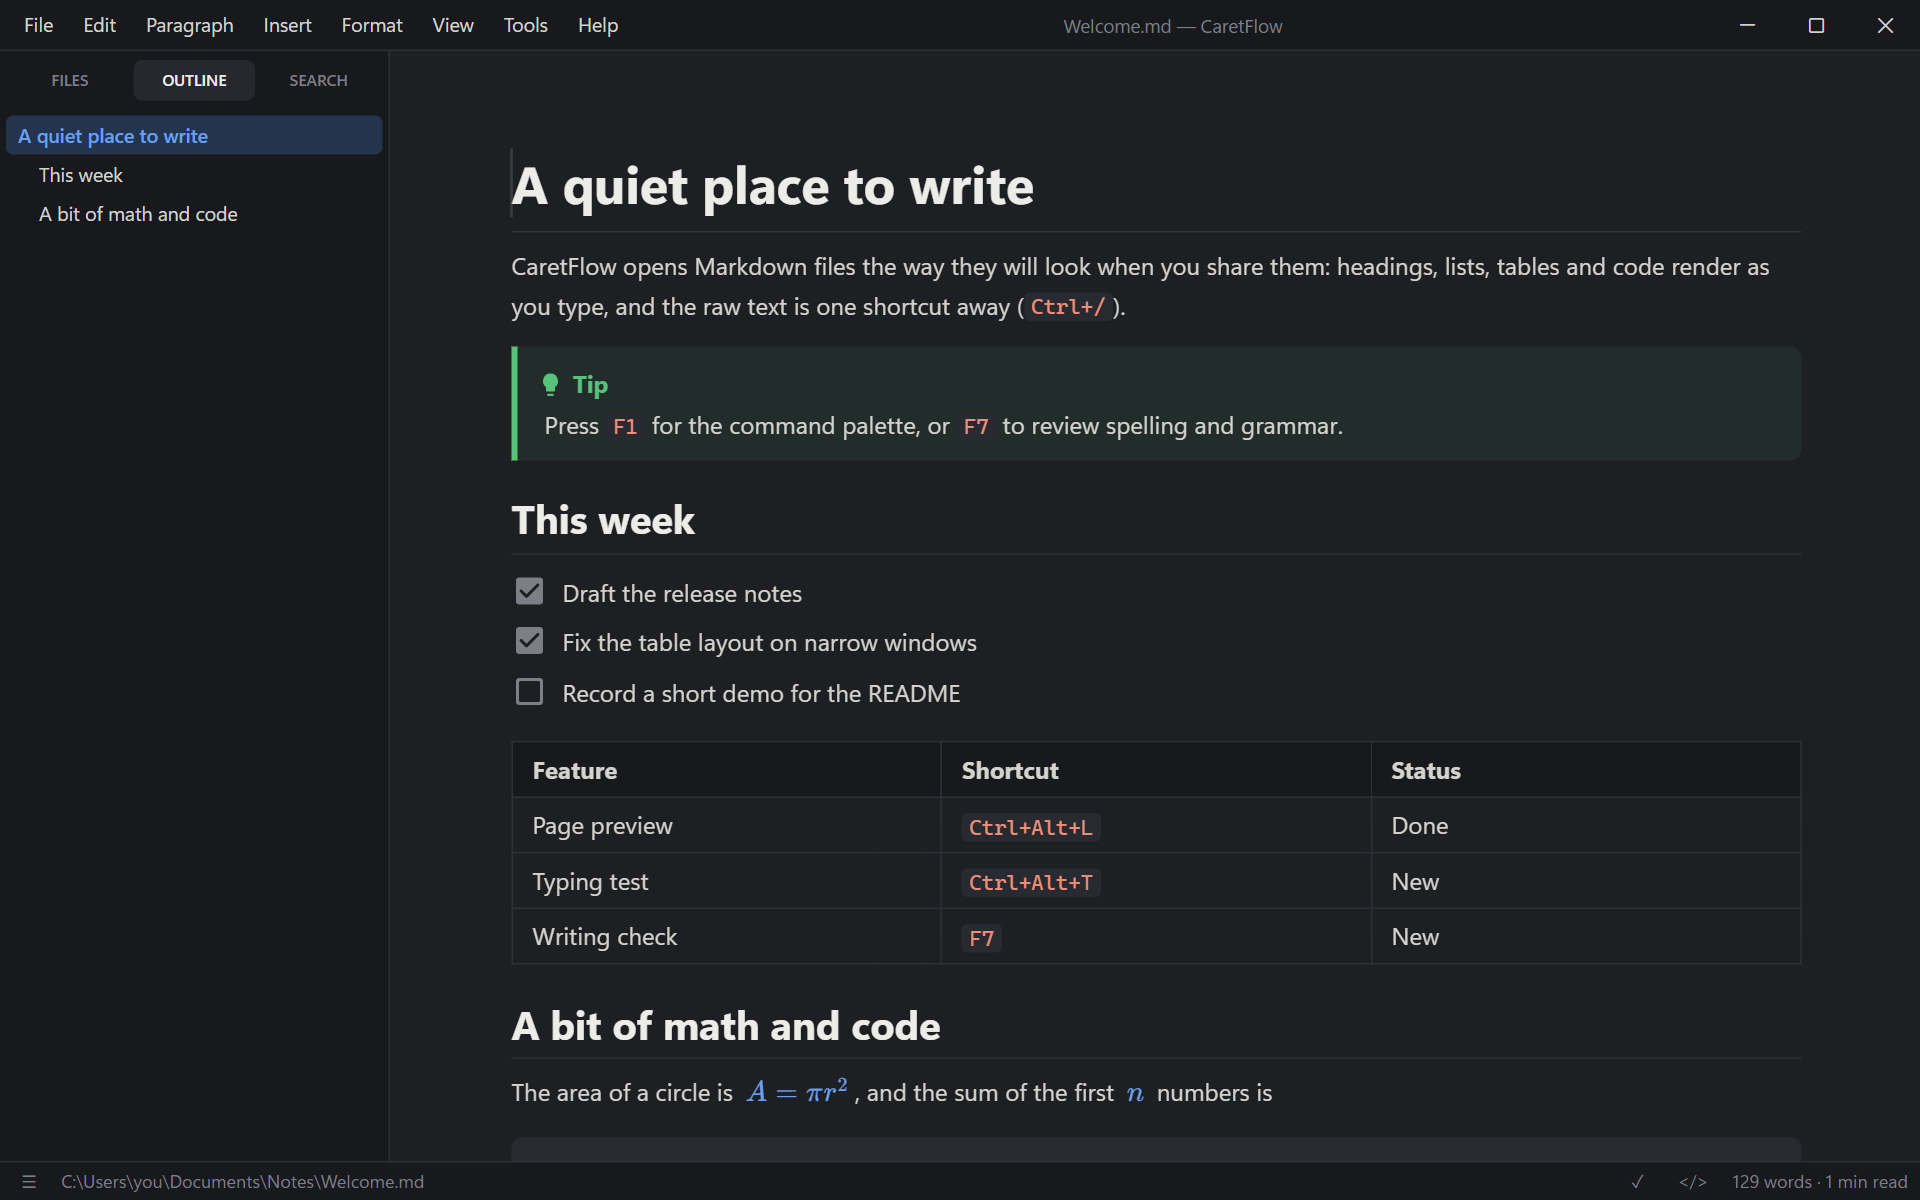 File Edit Paragraph Insert Format View Tools Help
Welcome.md — CaretFlow
FILES OUTLINE SEARCH
A quiet place to write
This week
A bit of math and code
A quiet place to write
CaretFlow opens Markdown files the way they will look when you share them: headings, lists, tables and code render as
you type, and the raw text is one shortcut away (Ctrl+/).
Tip
Press F1 for the command palette, or F7 to review spelling and grammar.
This week
Draft the release notes
Fix the table layout on narrow windows
Record a short demo for the README
Feature Shortcut Status
Page preview Ctrl+Alt+L Done
Typing test Ctrl+Alt+T New
Writing check F7 New
A bit of math and code
The area of a circle is A = πr², and the sum of the first n numbers is
C:\Users\you\Documents\Notes\Welcome.md
</> 129 words · 1 min read